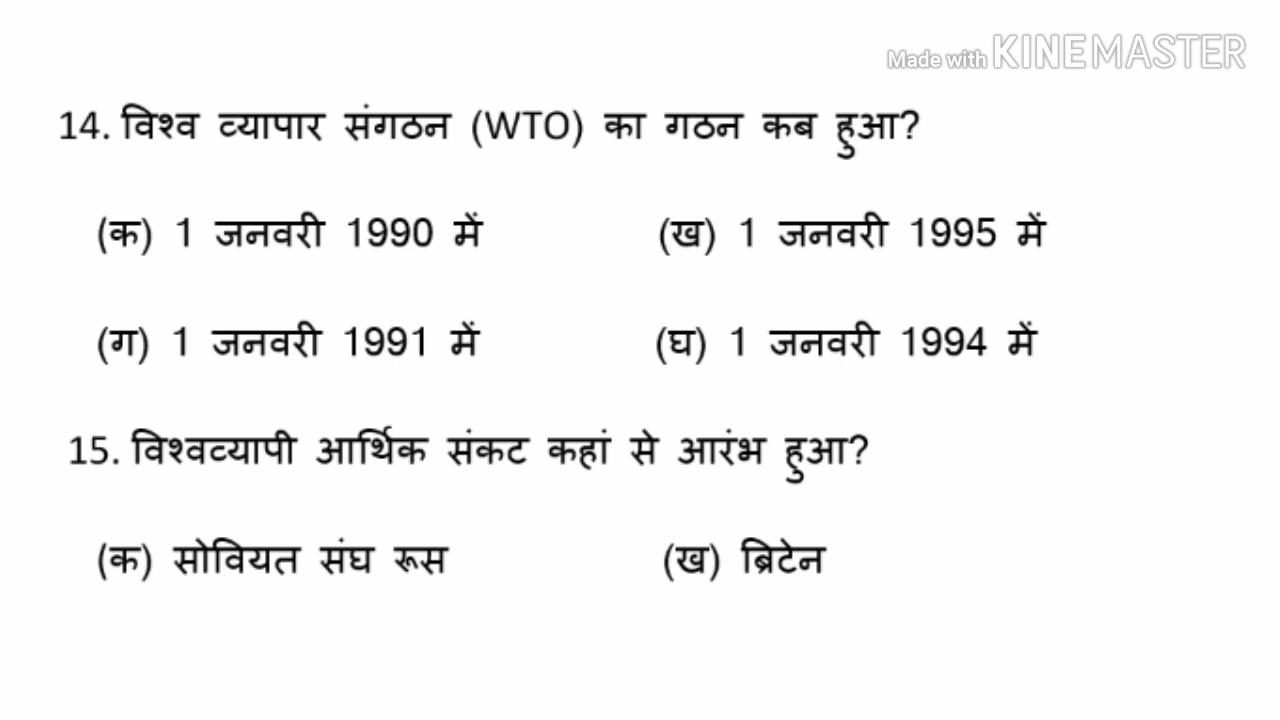 Made with KINEMASTER
14. विश्व व्यापार संगठन (WTO) का गठन कब हुआ?
(क) 1 जनवरी 1990 में (ख) 1 जनवरी 1995 में
(ग) 1 जनवरी 1991 में (घ) 1 जनवरी 1994 में
15. विश्वव्यापी आर्थिक संकट कहां से आरंभ हुआ?
(क) सोवियत संघ रूस (ख) ब्रिटेन